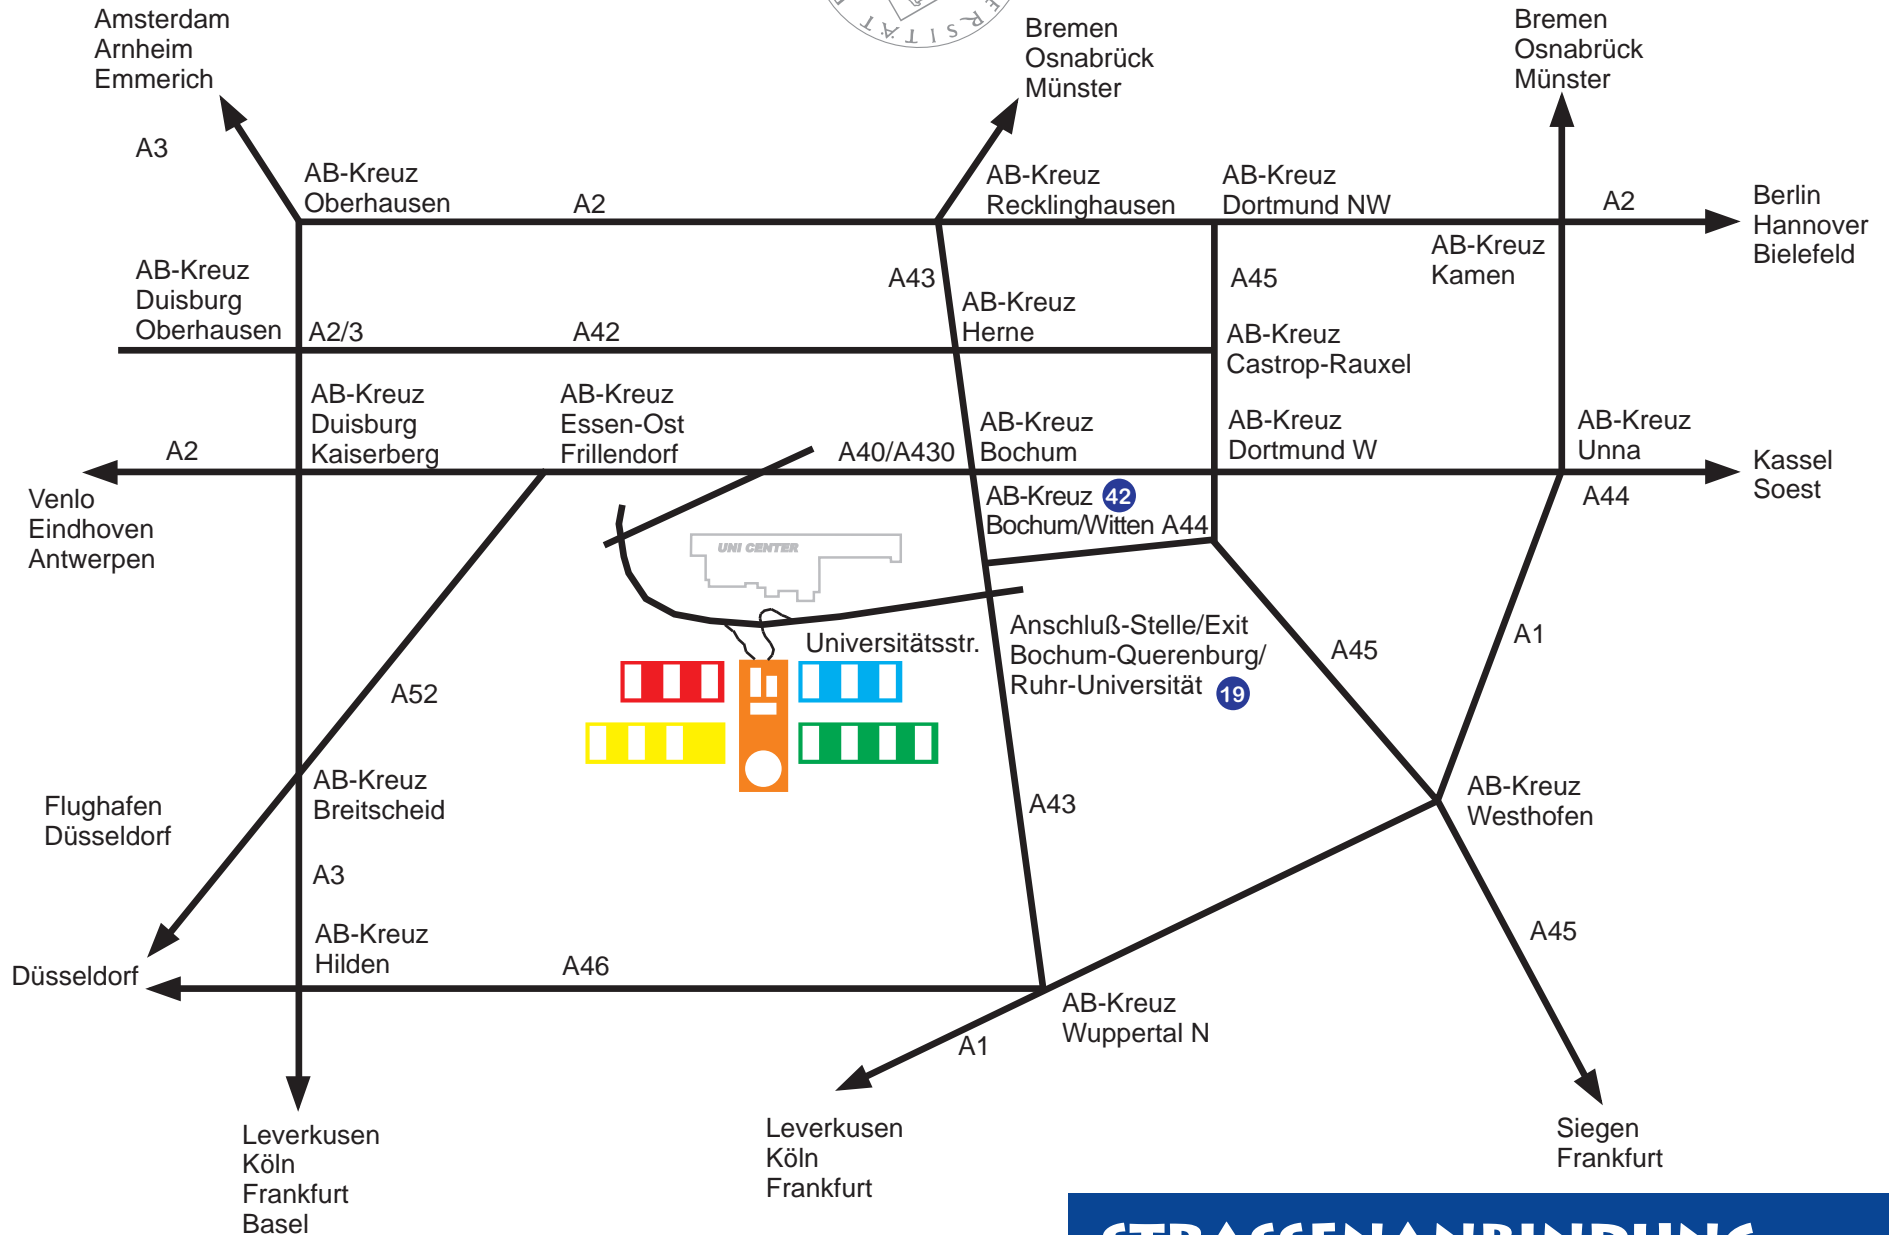 Amsterdam
Arnheim
Emmerich
ERSITÄT
Bremen
Osnabrück
Münster
Bremen
Osnabrück
Münster
A3
AB-Kreuz
Oberhausen
A2
AB-Kreuz
Recklinghausen
AB-Kreuz
Dortmund NW
A2
Berlin
Hannover
Bielefeld
AB-Kreuz
Kamen
AB-Kreuz
Duisburg
Oberhausen
A2/3
A42
A43
AB-Kreuz
Herne
A45
AB-Kreuz
Castrop-Rauxel
A2
AB-Kreuz
Duisburg
Kaiserberg
AB-Kreuz
Essen-Ost
Frillendorf
A40/A430
AB-Kreuz
Bochum
AB-Kreuz
Dortmund W
AB-Kreuz
Unna
Kassel
Soest
A44
Venlo
Eindhoven
Antwerpen
AB-Kreuz 42
Bochum/Witten A44
UNI CENTER
Universitätsstr.
Anschluß-Stelle/Exit
Bochum-Querenburg/
Ruhr-Universität 19
A45
A1
A52
Flughafen
Düsseldorf
AB-Kreuz
Breitscheid
A43
AB-Kreuz
Westhofen
A3
AB-Kreuz
Hilden
Düsseldorf
A46
A45
AB-Kreuz
Wuppertal N
A1
Leverkusen
Köln
Frankfurt
Basel
Leverkusen
Köln
Frankfurt
Siegen
Frankfurt
STRASSENANBINDUNG